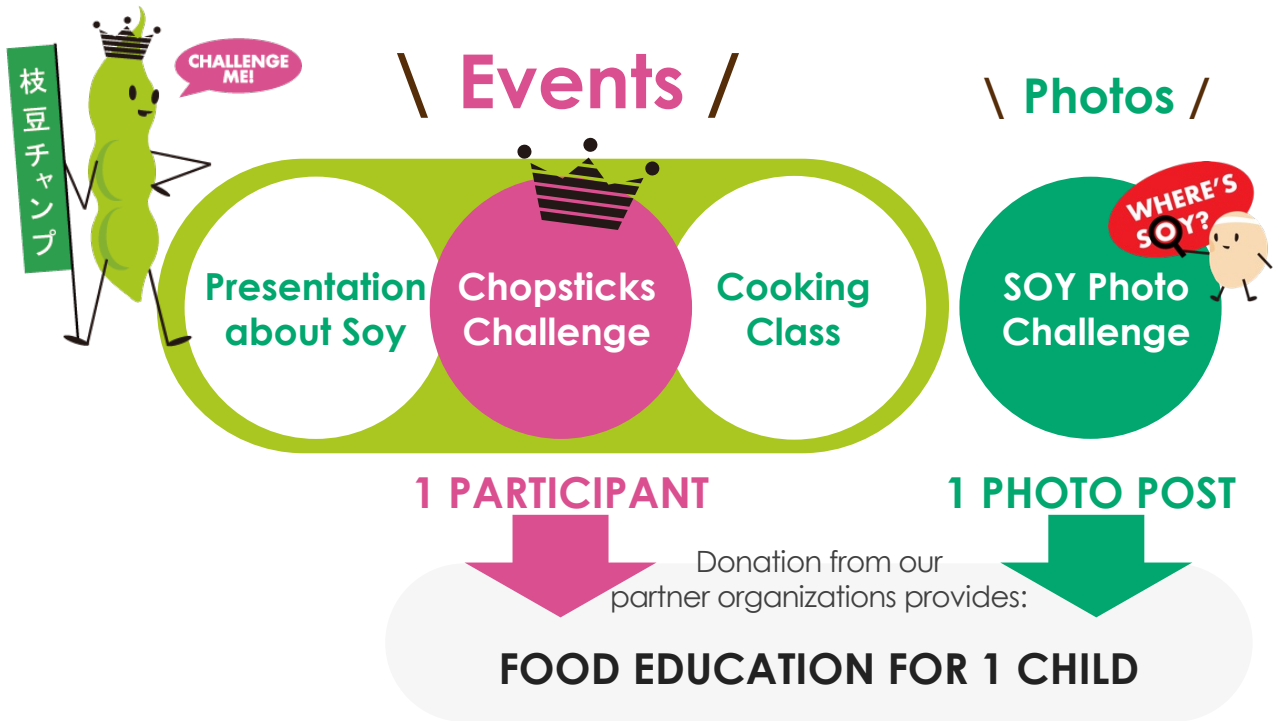 枝豆チャンプ
CHALLENGE
ME!
\ Events /
\ Photos /
WHERE'S
SOY?
Presentation
about Soy
Chopsticks
Challenge
Cooking
Class
SOY Photo
Challenge
1 PARTICIPANT
1 PHOTO POST
Donation from our
partner organizations provides:
FOOD EDUCATION FOR 1 CHILD